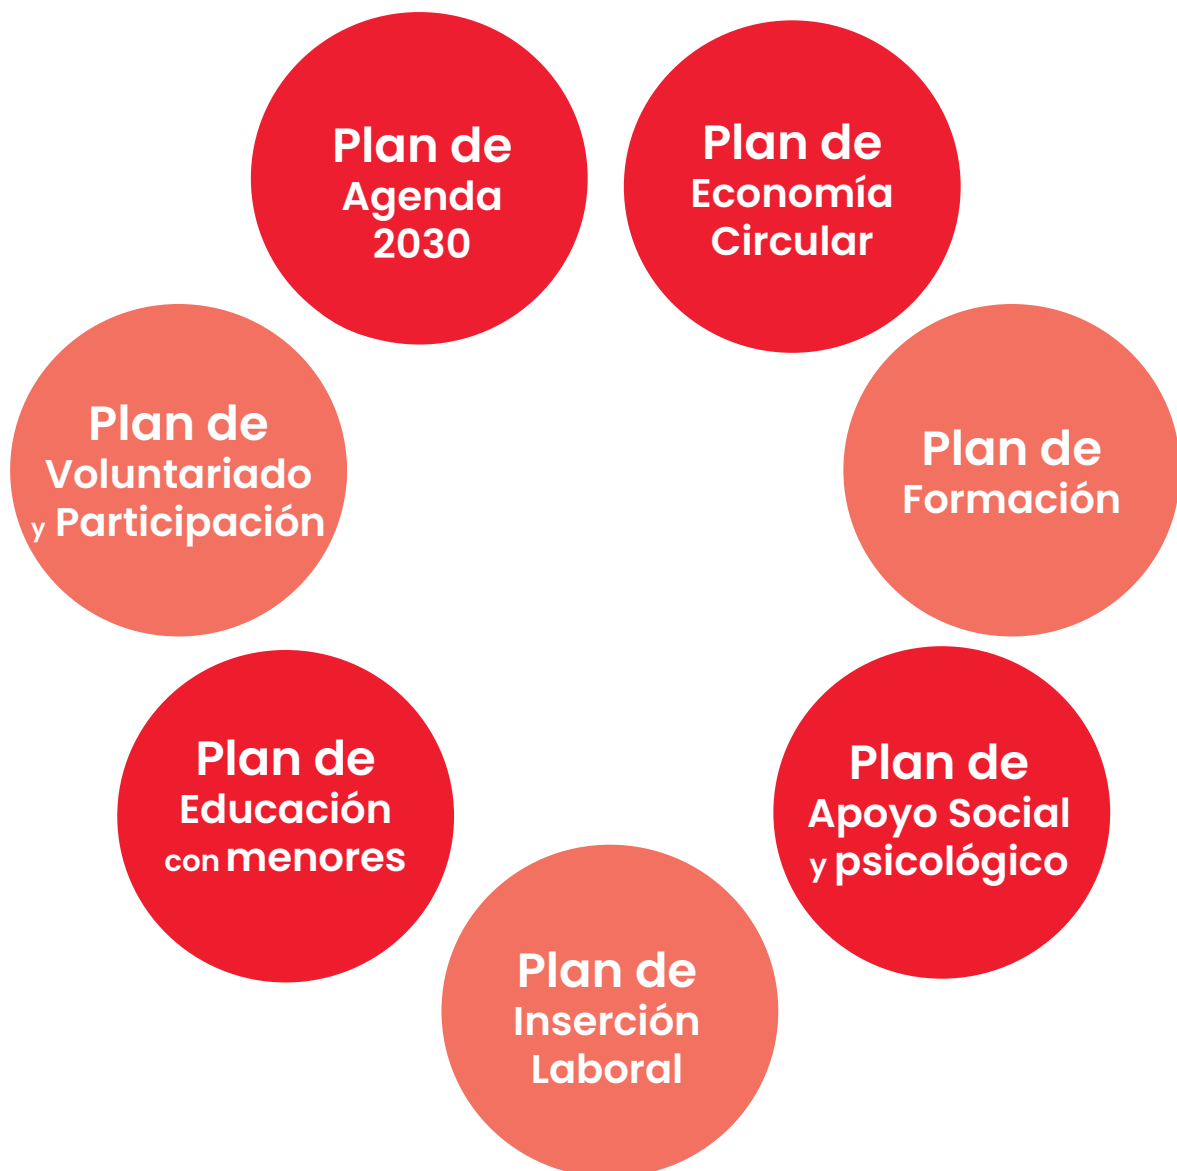 Plan de
Agenda
2030
Plan de
Economía
Circular
Plan de
Voluntariado
y Participación
Plan de
Formación
Plan de
Educación
con menores
Plan de
Apoyo Social
y psicológico
Plan de
Inserción
Laboral